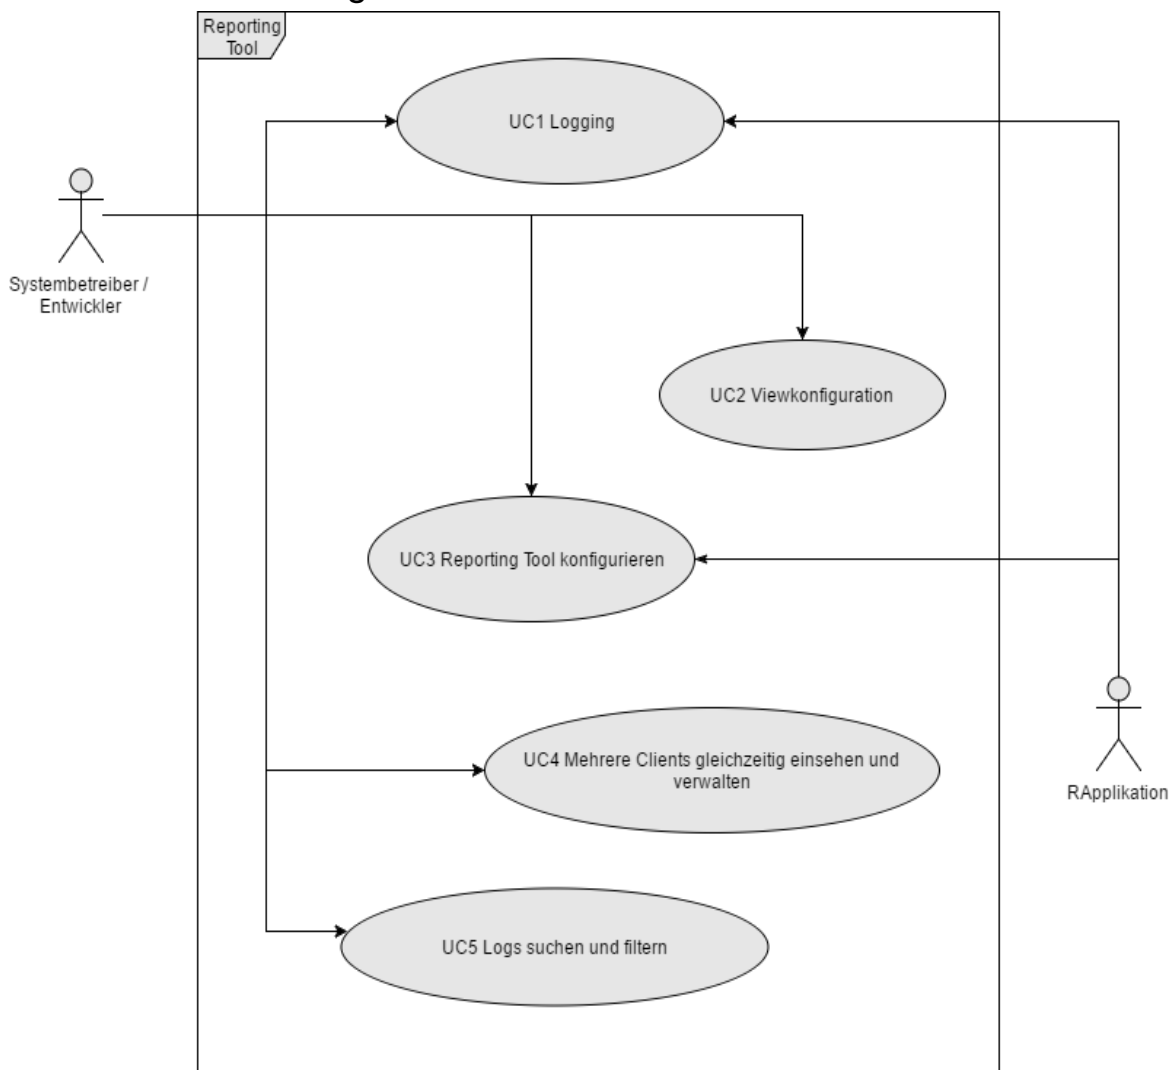 Reporting
Tool
UC1 Logging
Systembetreiber /
Entwickler
UC2 Viewkonfiguration
UC3 Reporting Tool konfigurieren
UC4 Mehrere Clients gleichzeitig einsehen und
verwalten
RApplikation
UC5 Logs suchen und filtern